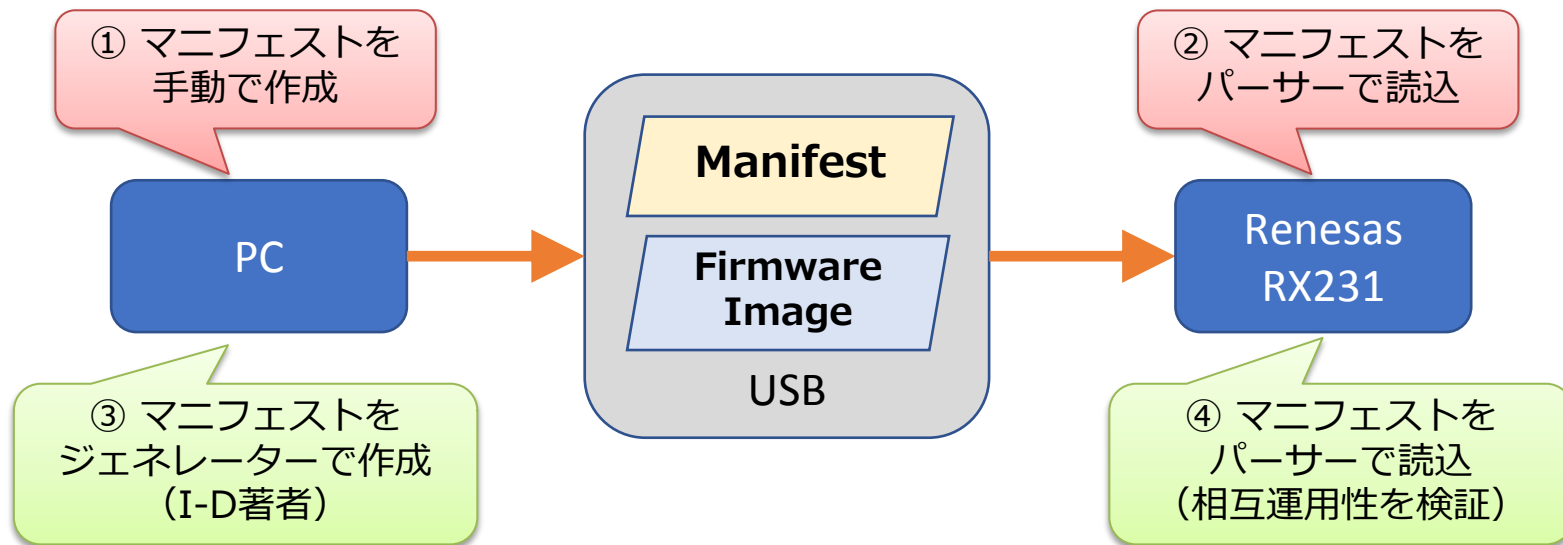 ① マニフェストを
手動で作成
② マニフェストを
パーサーで読込
PC
Manifest
Firmware
Image
USB
Renesas
RX231
③ マニフェストを
ジェネレーターで作成
（I-D著者）
④ マニフェストを
パーサーで読込
（相互運用性を検証）